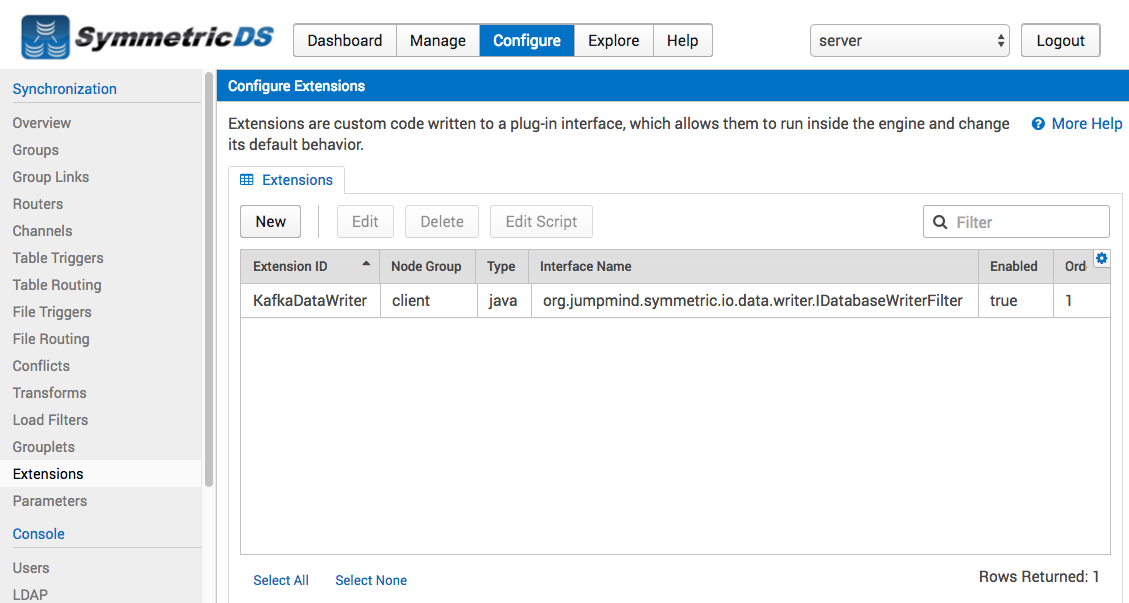 SymmetricDS
Dashboard Manage Configure Explore Help
server
Logout
Synchronization
Overview
Groups
Group Links
Routers
Channels
Table Triggers
Table Routing
File Triggers
File Routing
Conflicts
Transforms
Load Filters
Grouplets
Extensions
Parameters
Console
Users
LDAP
Configure Extensions
Extensions are custom code written to a plug-in interface, which allows them to run inside the engine and change
its default behavior.
More Help
Extensions
New Edit Delete Edit Script Filter
Extension ID Node Group Type Interface Name Enabled Ord
KafkaDataWriter client java org.jumpmind.symmetric.io.data.writer.IDatabaseWriterFilter true 1
Select All Select None Rows Returned: 1